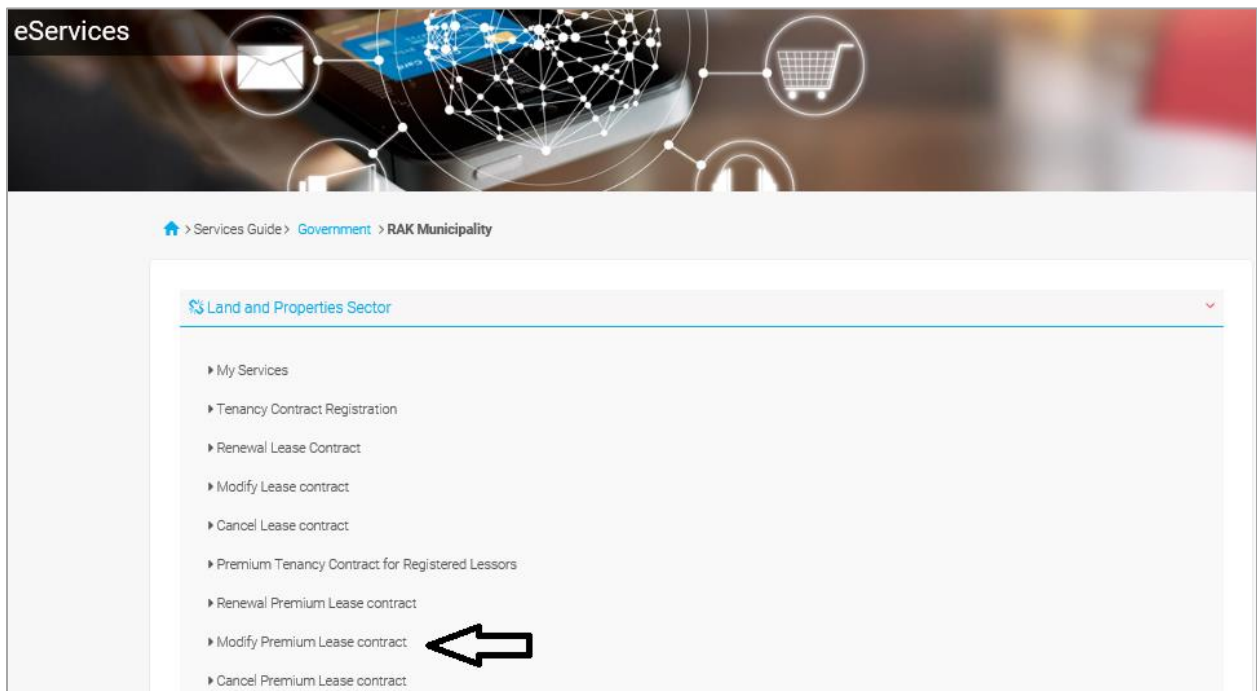 eServices
> Services Guide > Government > RAK Municipality
Land and Properties Sector
My Services
Tenancy Contract Registration
Renewal Lease Contract
Modify Lease contract
Cancel Lease contract
Premium Tenancy Contract for Registered Lessors
Renewal Premium Lease contract
Modify Premium Lease contract
Cancel Premium Lease contract